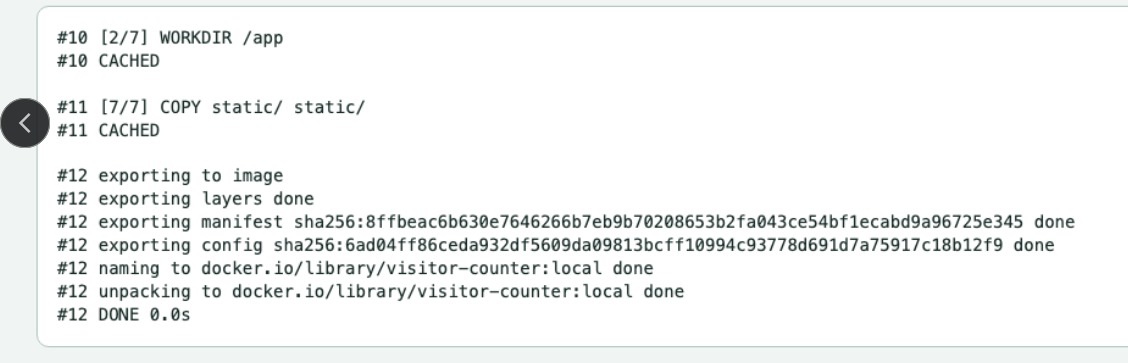 #10 [2/7] WORKDIR /app
#10 CACHED
#11 [7/7] COPY static/ static/
#11 CACHED
#12 exporting to image
#12 exporting layers done
#12 exporting manifest sha256:8ffbeac6b630e7646266b7eb9b70208653b2fa043ce54bf1ecabd9a96725e345 done
#12 exporting config sha256:6ad04ff86ceda932df5609da09813bcff10994c93778d691d7a75917c18b12f9 done
#12 naming to docker.io/library/visitor-counter:local done
#12 unpacking to docker.io/library/visitor-counter:local done
#12 DONE 0.0s